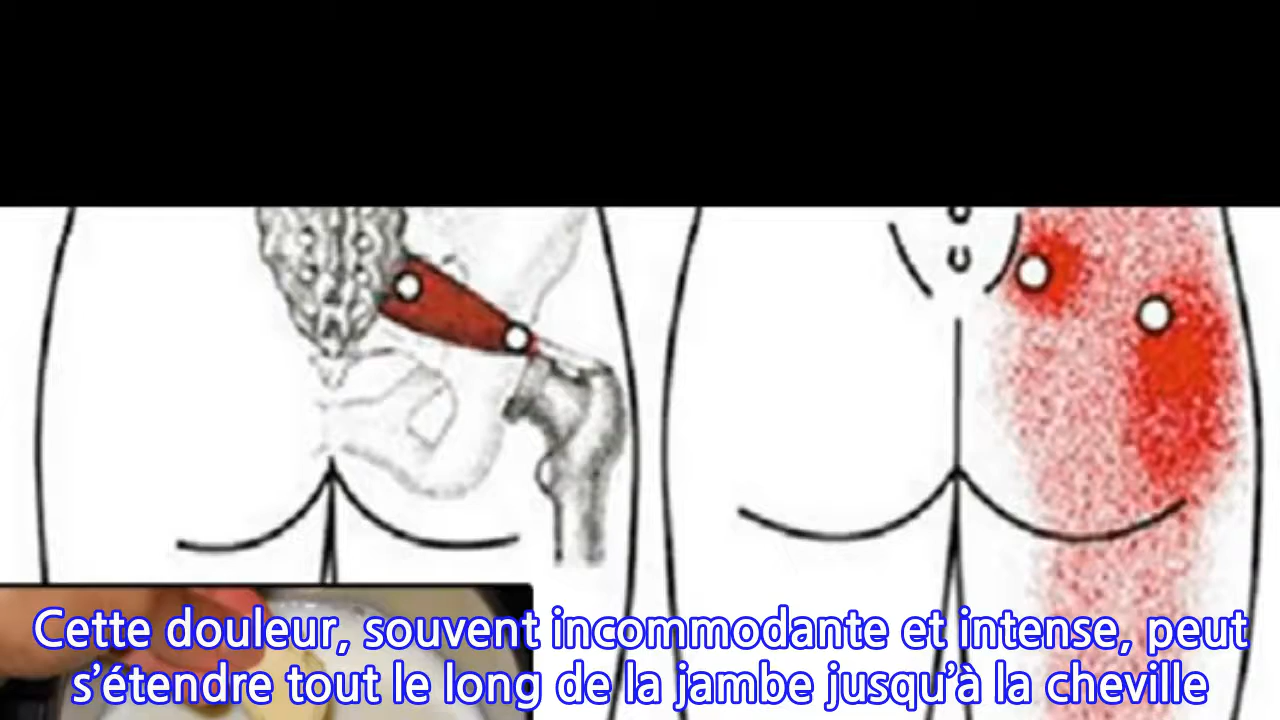 Cette douleur, souvent incommodante et intense, peut
s’étendre tout le long de la jambe jusqu’à la cheville